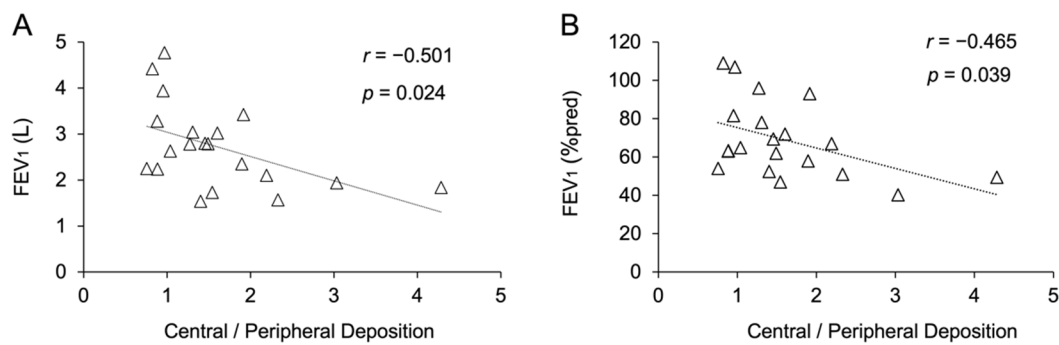 A
r = −0.501
p = 0.024
FEV1 (L)
5
4
3
2
1
0
0 1 2 3 4 5
Central / Peripheral Deposition
B
r = −0.465
p = 0.039
FEV1 (%pred)
120
100
80
60
40
20
0
0 1 2 3 4 5
Central / Peripheral Deposition